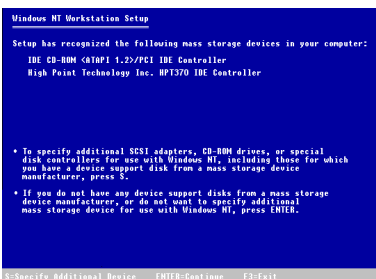 Windows NT Workstation Setup
Setup has recognized the following mass storage devices in your computer:
IDE CD-ROM (ATAPI 1.2)/PCI IDE Controller
High Point Technology Inc. HPT370 IDE Controller
• To specify additional SCSI adapters, CD-ROM drives, or special
disk controllers for use with Windows NT, including those for which
you have a device support disk from a mass storage device
manufacturer, press S.
• If you do not have any device support disks from a mass storage
device manufacturer, or do not want to specify additional
mass storage device for use with Windows NT, press ENTER.
S=Specify Additional Device ENTER=Continue F3=Exit